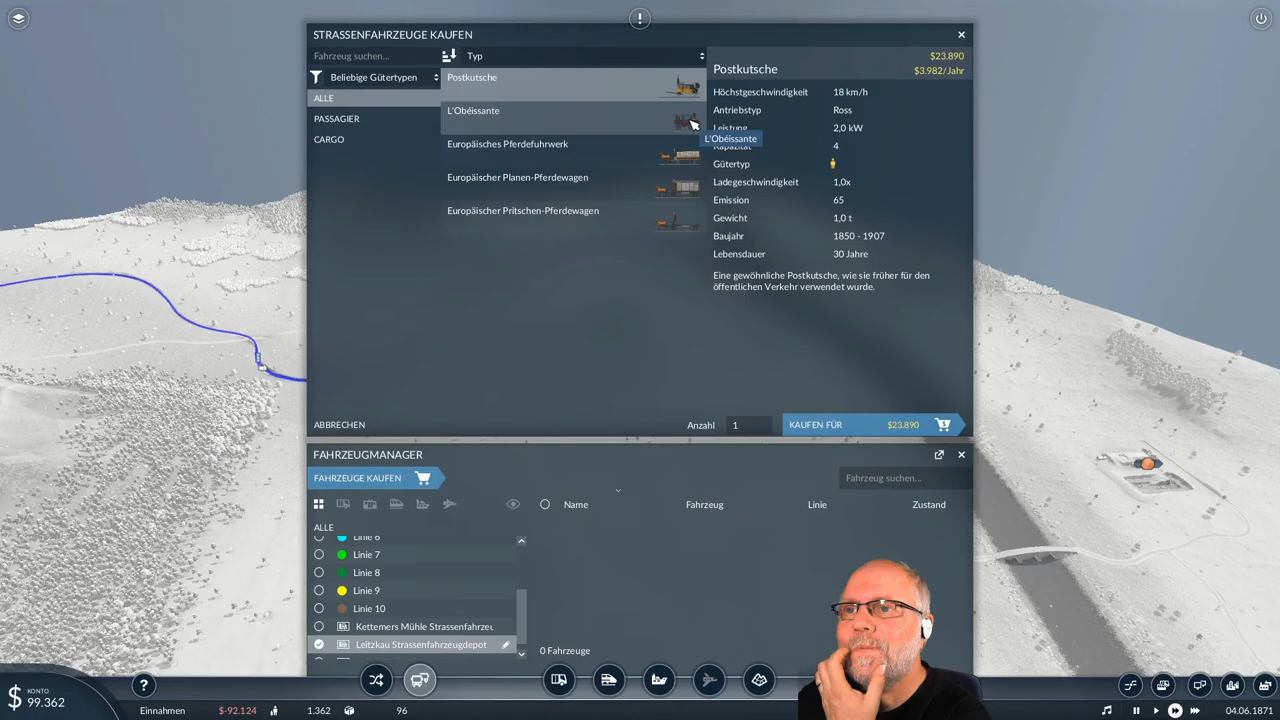 STRASSENFAHRZEUGE KAUFEN
Fahrzeug suchen...
Typ
Beliebige Gütertypen
ALLE
PASSAGIER
CARGO
Postkutsche
L'Obéissante
L'Obéissante
Europäisches Pferdefuhrwerk
Europäischer Planen-Pferdewagen
Europäischer Pritschen-Pferdewagen
$23.890
Postkutsche
$3.982/Jahr
Höchstgeschwindigkeit 18 km/h
Antriebstyp Ross
Leistung 2,0 kW
Kapazität 4
Gütertyp
Ladegeschwindigkeit 1,0x
Emission 65
Gewicht 1,0 t
Baujahr 1850 - 1907
Lebensdauer 30 Jahre
Eine gewöhnliche Postkutsche, wie sie früher für den
öffentlichen Verkehr verwendet wurde.
ABBRECHEN
Anzahl 1
KAUFEN FÜR $23.890
FAHRZEUGMANAGER
FAHRZEUGE KAUFEN
Fahrzeug suchen...
Name Fahrzeug Linie Zustand
ALLE
Linie 6
Linie 7
Linie 8
Linie 9
Linie 10
Kettemers Mühle Strassenfahrzeu
Leitzkau Strassenfahrzeugdepot
0 Fahrzeuge
$ KONTO
99.362
?
Einnahmen $-92.124 1.362 96
04.06.1871